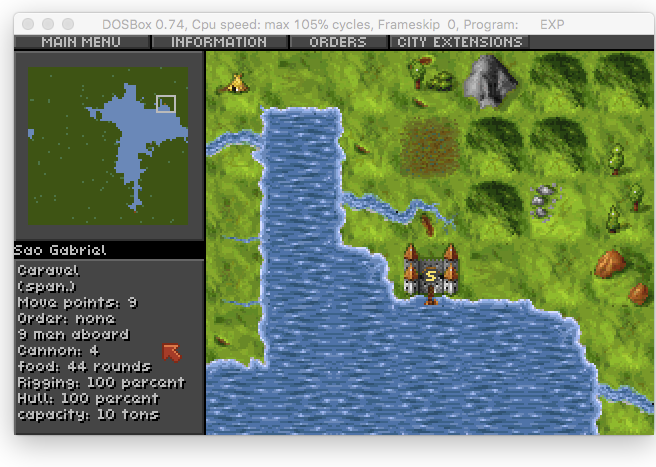 DOSBox 0.74, Cpu speed: max 105% cycles, Frameskip 0, Program: EXP
MAIN MENU INFORMATION ORDERS CITY EXTENSIONS
Sao Gabriel
Caravel
(span.)
Move points: 9
Order: none
9 men aboard
Cannon: 4
food: 44 rounds
Rigging: 100 percent
Hull: 100 percent
capacity: 10 tons
S